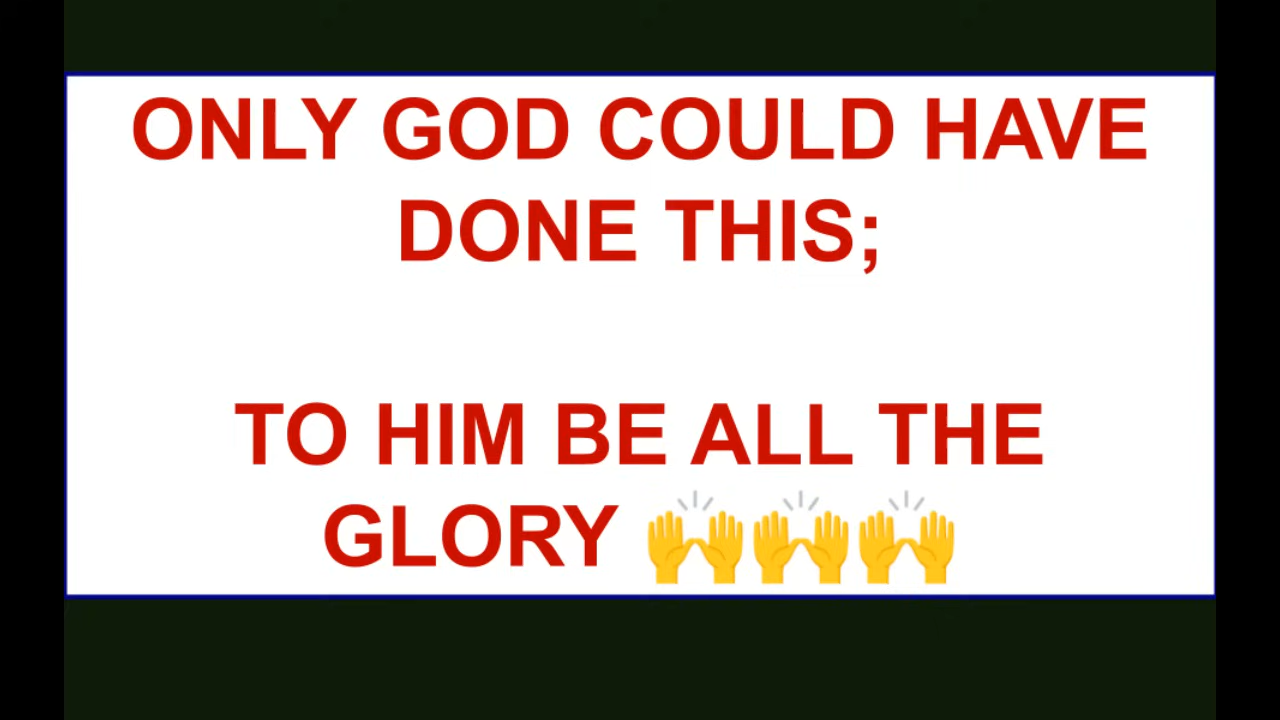 ONLY GOD COULD HAVE
DONE THIS;
TO HIM BE ALL THE
GLORY 🙌🙌🙌